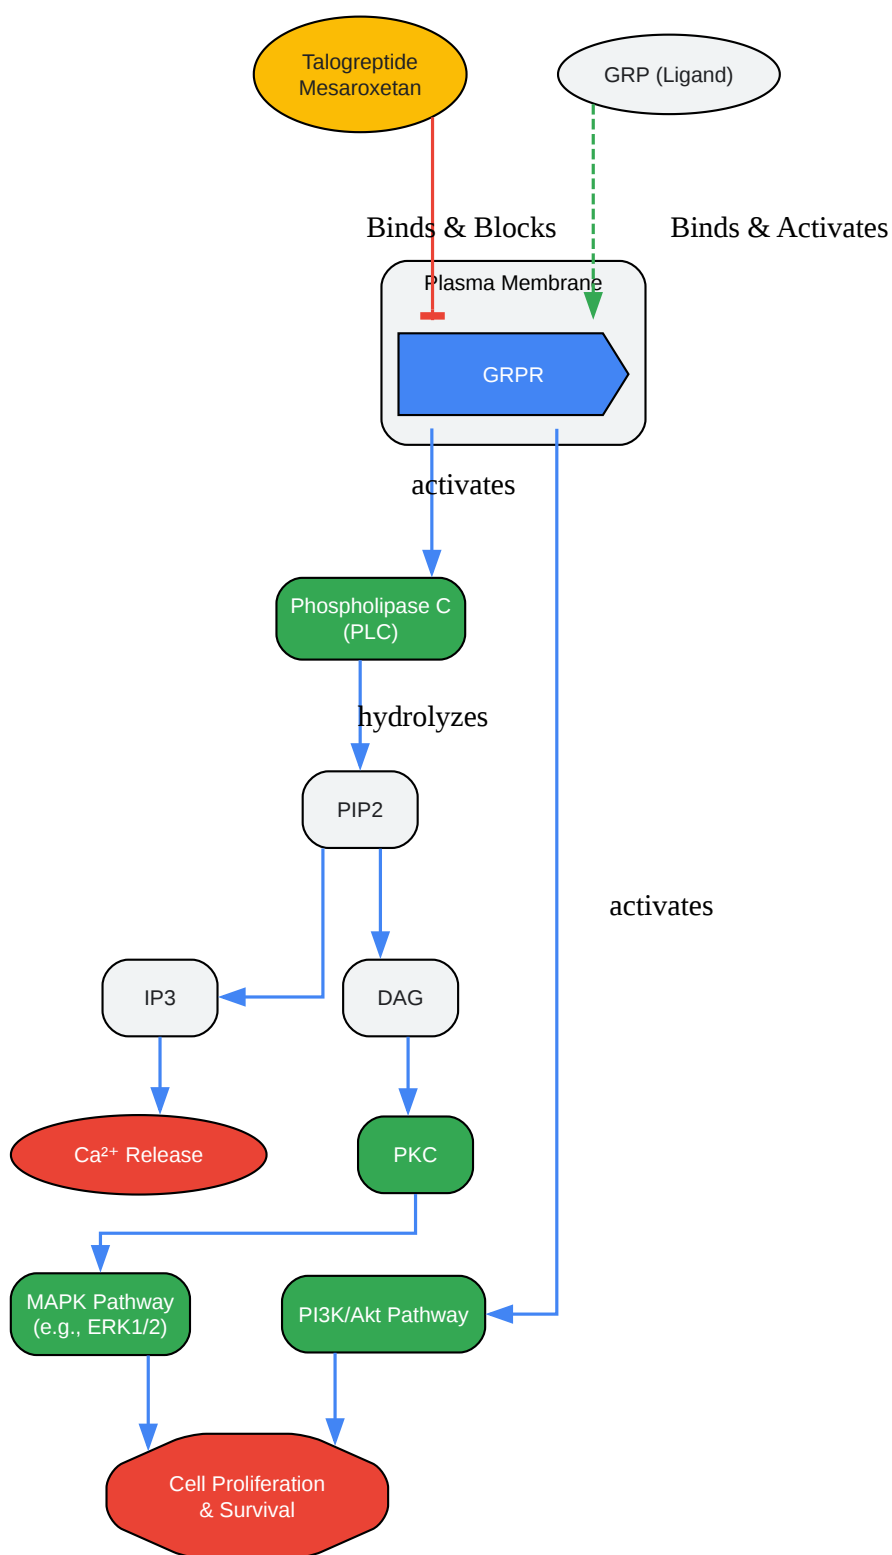 Talogreptide
Mesaroxetan
GRP (Ligand)
Binds & Blocks
Binds & Activates
Plasma Membrane
GRPR
activates
Phospholipase C
(PLC)
hydrolyzes
PIP2
activates
IP3
DAG
Ca²⁺ Release
PKC
MAPK Pathway
(e.g., ERK1/2)
PI3K/Akt Pathway
Cell Proliferation
& Survival